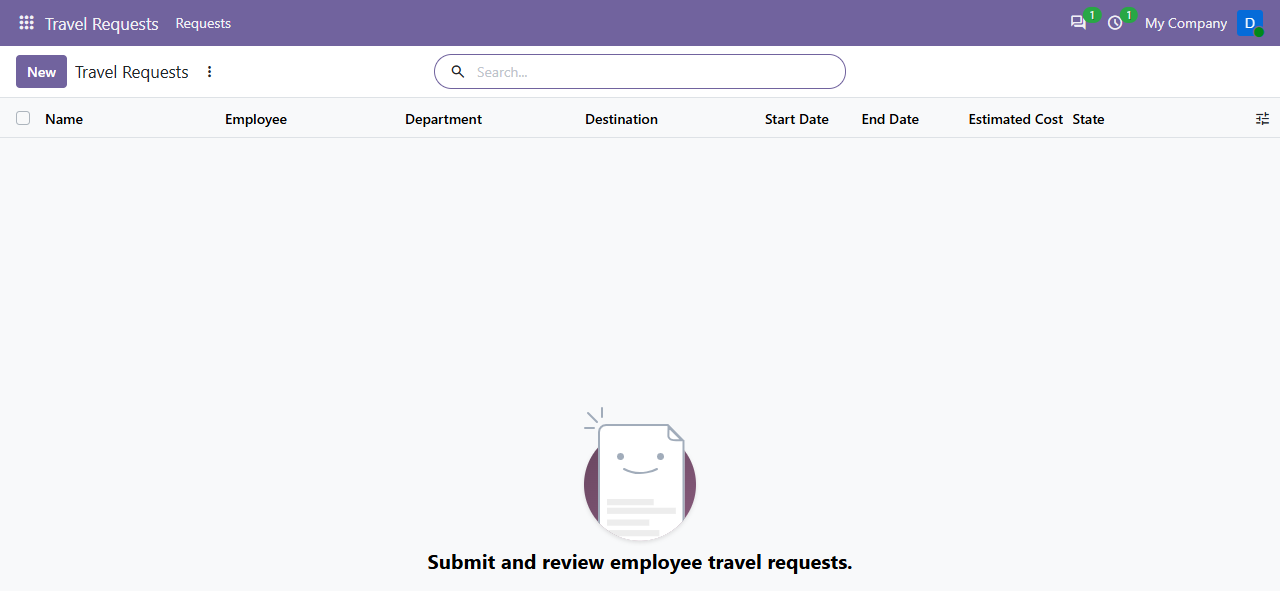 Travel Requests Requests 1 1 My Company D
New Travel Requests Search...
Name Employee Department Destination Start Date End Date Estimated Cost State
Submit and review employee travel requests.